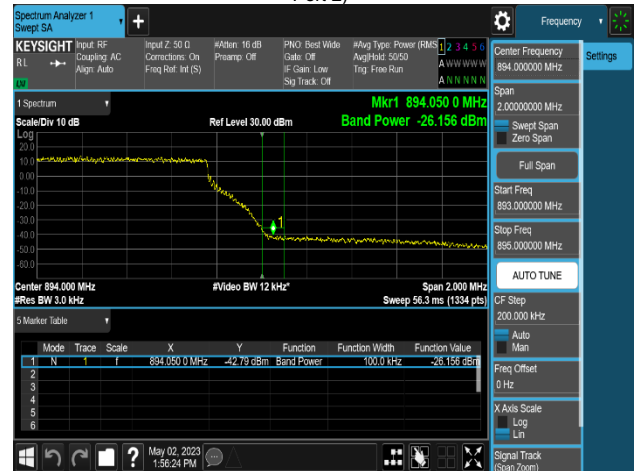 Spectrum Analyzer 1
Swept SA
+
Frequency
KEYSIGHT
RL
Align: Auto
Input: RF
Coupling: AC
Input Z: 50 Ω
Corrections: On
Freq Ref: Int (S)
#Atten: 16 dB
Preamp: Off
PNO: Best Wide
Gate: Off
IF Gain: Low
Sig Track: Off
#Avg Type: Power (RMS
Avg|Hold: 50/50
Trig: Free Run
1 2 3 4 5 6
A W W W W W
A N N N N N
1 Spectrum
Scale/Div 10 dB
Log
Ref Level 30.00 dBm
Mkr1 894.050 0 MHz
Band Power -26.156 dBm
20.0
10.0
0.00
-10.0
-20.0
-30.0
-40.0
-50.0
-60.0
1
Center 894.000 MHz
#Res BW 3.0 kHz
#Video BW 12 kHz*
Span 2.000 MHz
Sweep 56.3 ms (1334 pts)
5 Marker Table
Mode Trace Scale X Y Function Function Width Function Value
1 N 1 f 894.050 0 MHz -42.79 dBm Band Power 100.0 kHz -26.156 dBm
2
3
4
5
6
May 02, 2023
1:56:24 PM
?
Center Frequency
894.000000 MHz
Settings
Span
2.00000000 MHz
Swept Span
Zero Span
Full Span
Start Freq
893.000000 MHz
Stop Freq
895.000000 MHz
AUTO TUNE
CF Step
200.000 kHz
Auto
Man
Freq Offset
0 Hz
X Axis Scale
Log
Lin
Signal Track
(Span Zoom)